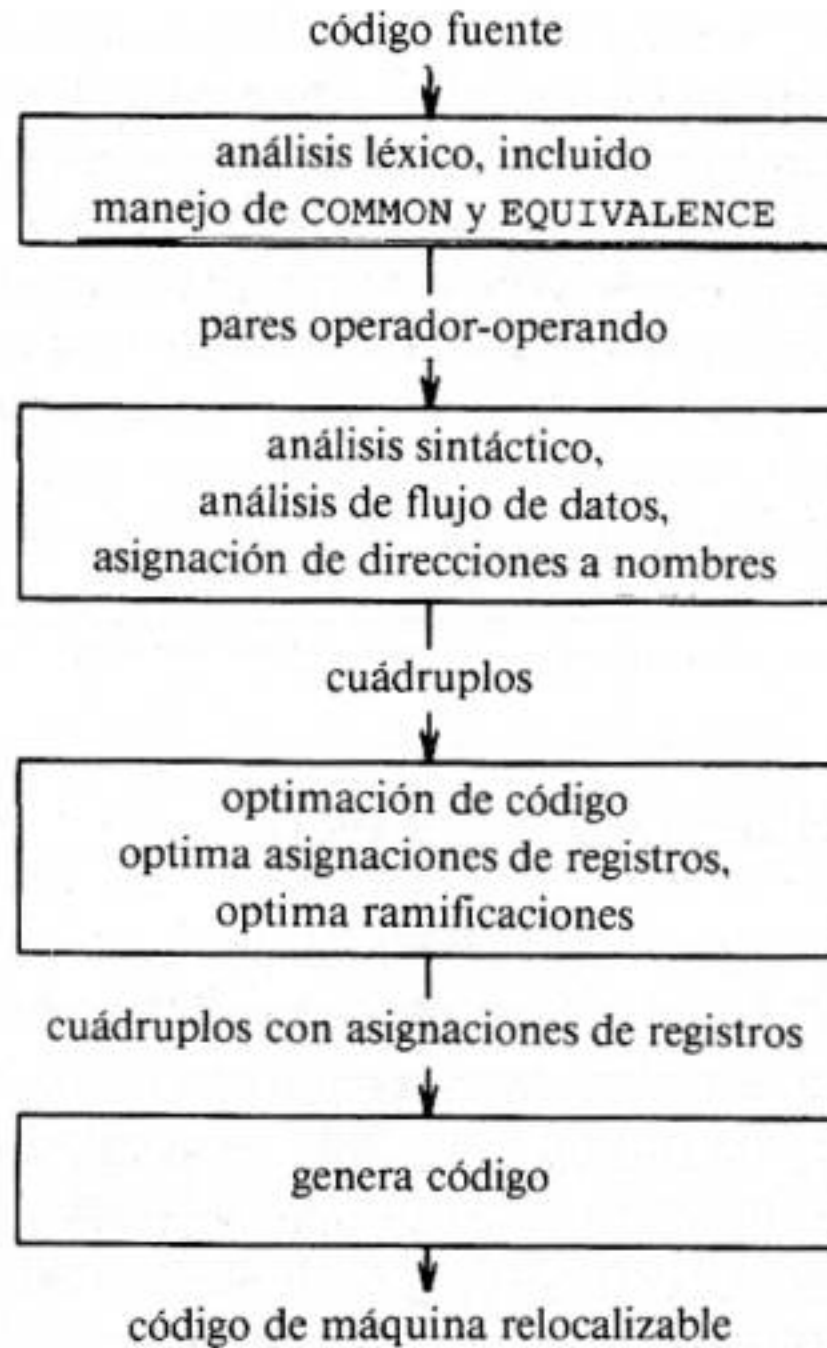 código fuente
análisis léxico, incluido
manejo de COMMON y EQUIVALENCE
pares operador-operando
análisis sintáctico,
análisis de flujo de datos,
asignación de direcciones a nombres
cuádruplos
optimación de código
optima asignaciones de registros,
optima ramificaciones
cuádruplos con asignaciones de registros
genera código
código de máquina relocalizable